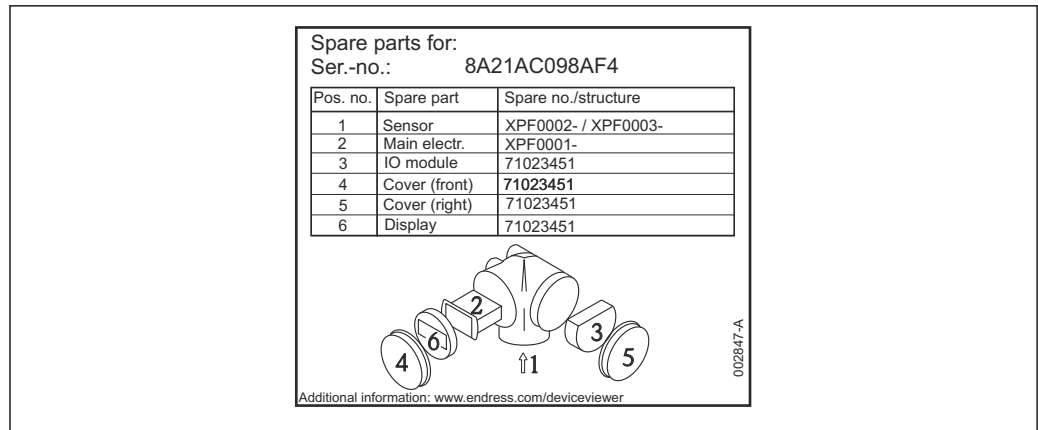 Spare parts for:
Ser.-no.: 8A21AC098AF4
Pos. no. Spare part Spare no./structure
1 Sensor XPF0002- / XPF0003-
2 Main electr. XPF0001-
3 IO module 71023451
4 Cover (front) 71023451
5 Cover (right) 71023451
6 Display 71023451
2
6
4
1
3
5
002847-A
Additional information: www.endress.com/deviceviewer